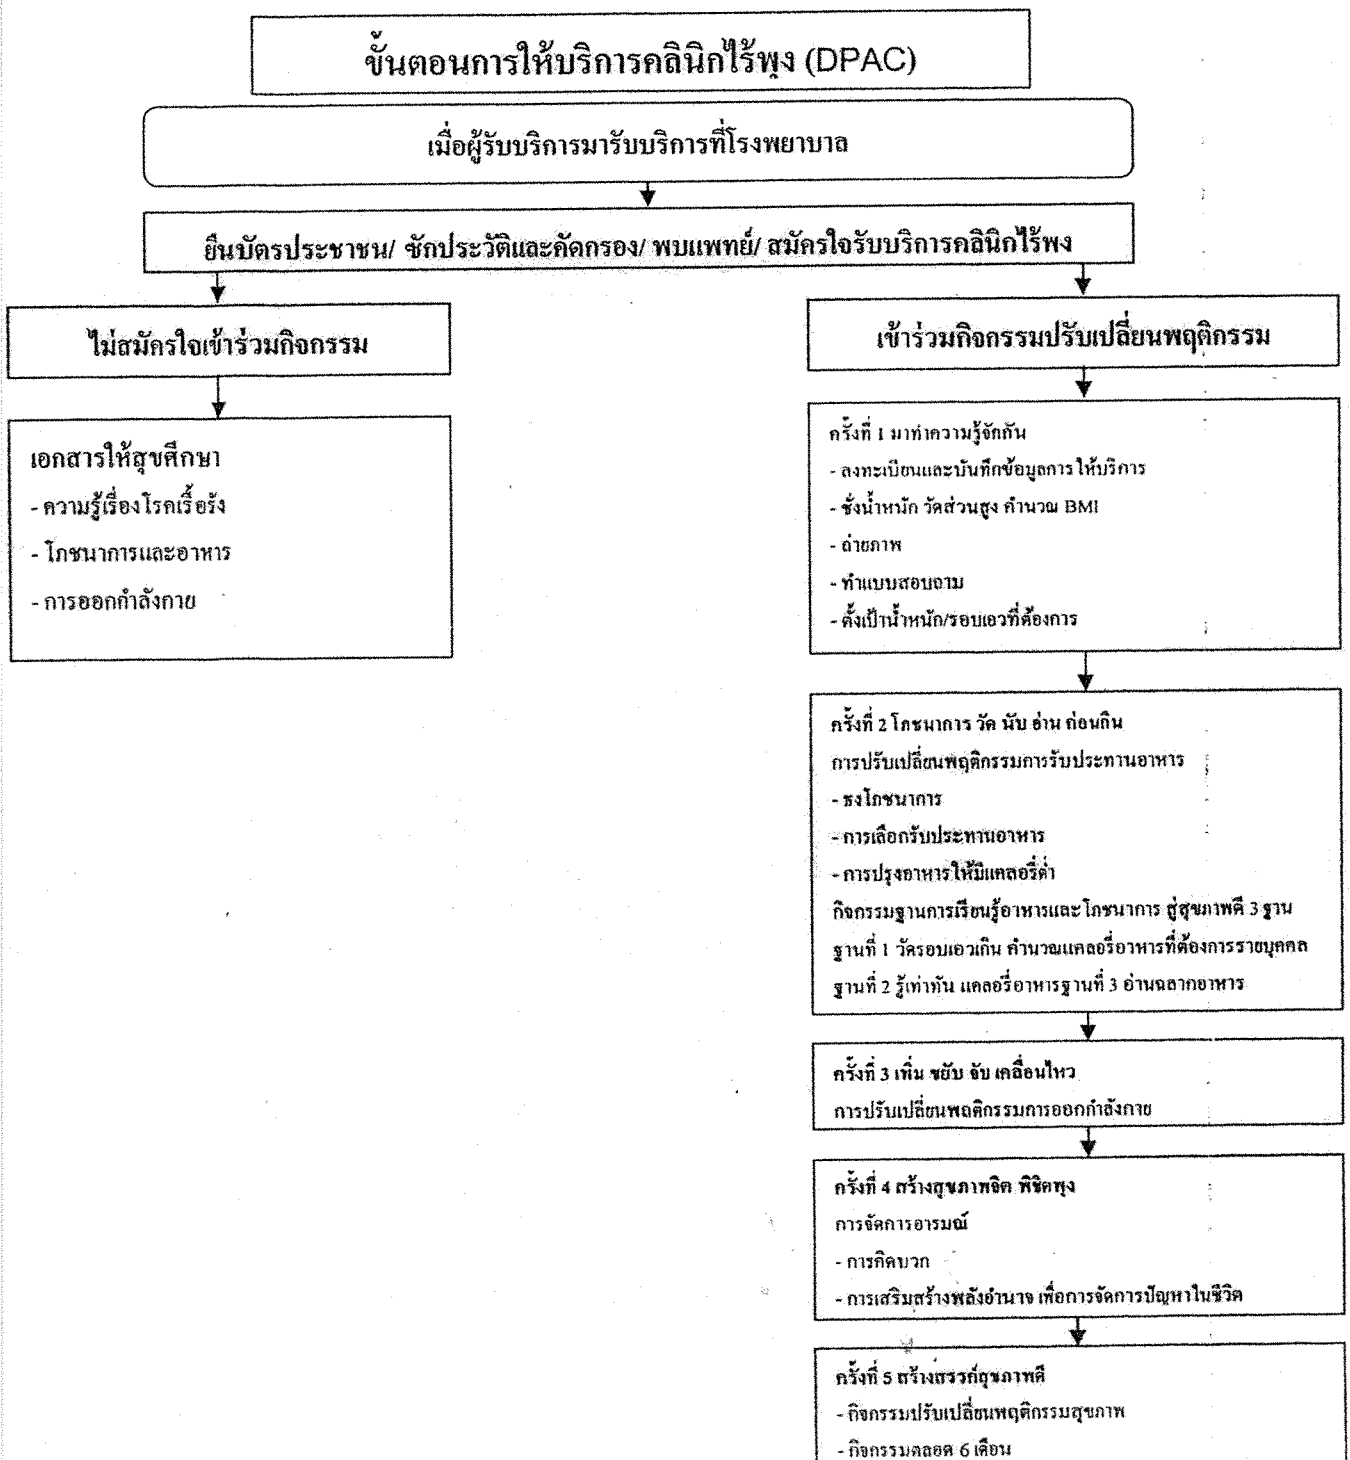 ขั้นตอนการให้บริการคลินิกไร้พุง (DPAC)
เมื่อผู้รับบริการมารับบริการที่โรงพยาบาล
ยืนบัตรประชาชน/ ซักประวัติและคัดกรอง/ พบแพทย์/ สมัครใจรับบริการคลินิกไร้พง
ไม่สมัครใจเข้าร่วมกิจกรรม
เอกสารให้สุขศึกษา
- ความรู้เรื่องโรคเรื้อรัง
- โภชนาการและอาหาร
- การออกกำลังกาย
เข้าร่วมกิจกรรมปรับเปลี่ยนพฤติกรรม
ครั้งที่ 1 มาทำความรู้จักกัน
- ลงทะเบียนและบันทึกข้อมูลการให้บริการ
- ชั่งน้ำหนัก วัดส่วนสูง คำนวณ BMI
- ถ่ายภาพ
- ทำแบบสอบถาม
- ตั้งเป้าน้ำหนัก/รอบเอวที่ต้องการ
ครั้งที่ 2 โภชนาการ วัด นับ อ่าน ก่อนกิน
การปรับเปลี่ยนพฤติกรรมการรับประทานอาหาร
- ธงโภชนาการ
- การเลือกรับประทานอาหาร
- การปรุงอาหารให้มีแคลอรี่ต่ำ
กิจกรรมฐานการเรียนรู้อาหารและโภชนาการ สู่สุขภาพดี 3 ฐาน
ฐานที่ 1 วัดรอบเอวเกิน คำนวณแคลอรี่อาหารที่ต้องการรายบุคคล
ฐานที่ 2 รู้เท่าทัน แคลอรี่อาหารฐานที่ 3 อ่านฉลากอาหาร
ครั้งที่ 3 เพิ่ม ขยับ จับ เคลื่อนไหว
การปรับเปลี่ยนพฤติกรรมการออกกำลังกาย
ครั้งที่ 4 สร้างสุขภาพจิต พิชิตพุง
การจัดการอารมณ์
- การคิดบวก
- การเสริมสร้างพลังอำนาจ เพื่อการจัดการปัญหาในชีวิต
ครั้งที่ 5 สร้างสรรค์สุขภาพดี
- กิจกรรมปรับเปลี่ยนพฤติกรรมสุขภาพ
- กิจกรรมตลอด 6 เดือน